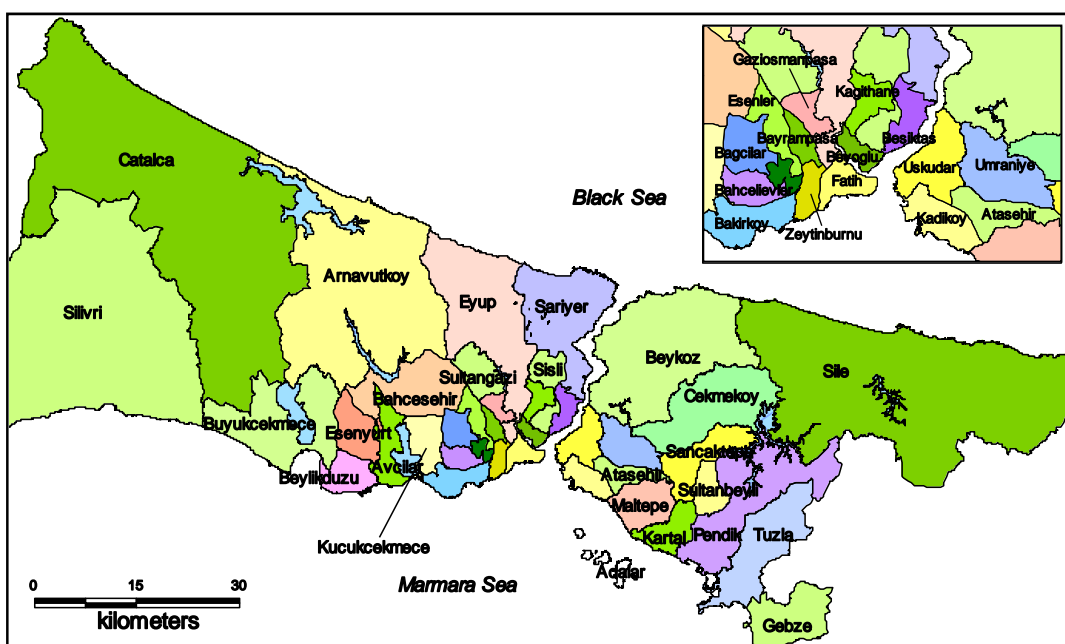 Gaziosmanpasa
Kagithane
Esenler
Bayrampasa
Besiktas
Bagcilar
Beyoglu
Uskudar
Umraniye
Bahcelievler
Fatih
Bakirkoy
Kadikoy
Atasehir
Zeytinburnu
Catalca
Black Sea
Arnavutkoy
Silivri
Eyup
Sariyer
Beykoz
Sile
Sultangazi
Sisli
Bahcesehir
Cekmekoy
Buyukcekmece
Esenyurt
Sancaktepe
Avcilar
Beylikduzu
Atasehir
Sultanbeyli
Maltepe
Kartal
Pendik
Tuzla
Kucukcekmece
Adalar
Marmara Sea
0 15 30
kilometers
Gebze